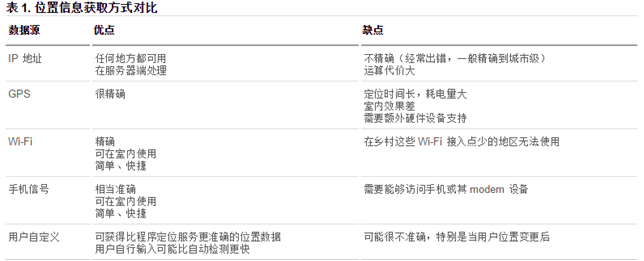 表 1. 位置信息获取方式对比
数据源 优点 缺点
IP 地址 任何地方都可用 不精确（经常出错，一般精确到城市级）
在服务器端处理 运算代价大
GPS 很精确 定位时间长，耗电量大
室内效果差
需要额外硬件设备支持
Wi-Fi 精确 在乡村这些 Wi-Fi 接入点少的地区无法使用
可在室内使用
简单、快捷
手机信号 相当准确 需要能够访问手机或其 modem 设备
可在室内使用
简单、快捷
用户自定义 可获得比程序定位服务更准确的位置数据 可能很不准确，特别是当用户位置变更后
用户自行输入可能比自动检测更快